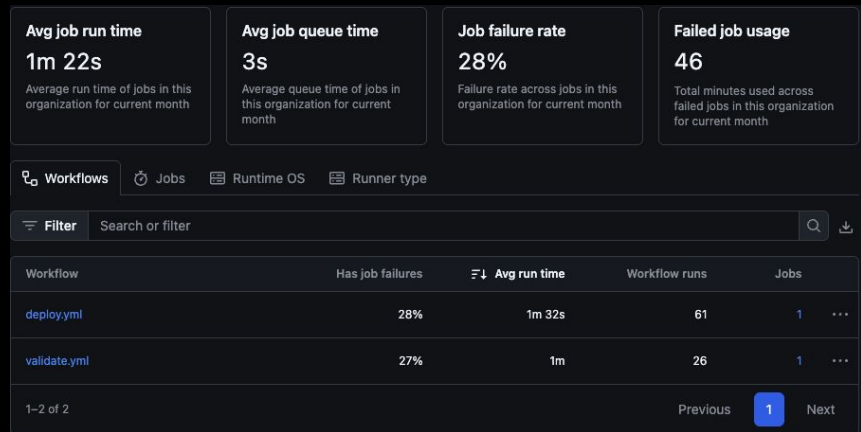 Avg job run time
1m 22s
Average run time of jobs in this
organization for current month
Avg job queue time
3s
Average queue time of jobs in
this organization for current
month
Job failure rate
28%
Failure rate across jobs in this
organization for current month
Failed job usage
46
Total minutes used across
failed jobs in this organization
for current month
Workflows Jobs Runtime OS Runner type
Filter Search or filter
Workflow Has job failures Avg run time Workflow runs Jobs
deploy.yml 28% 1m 32s 61 1
validate.yml 27% 1m 26 1
1–2 of 2 Previous 1 Next